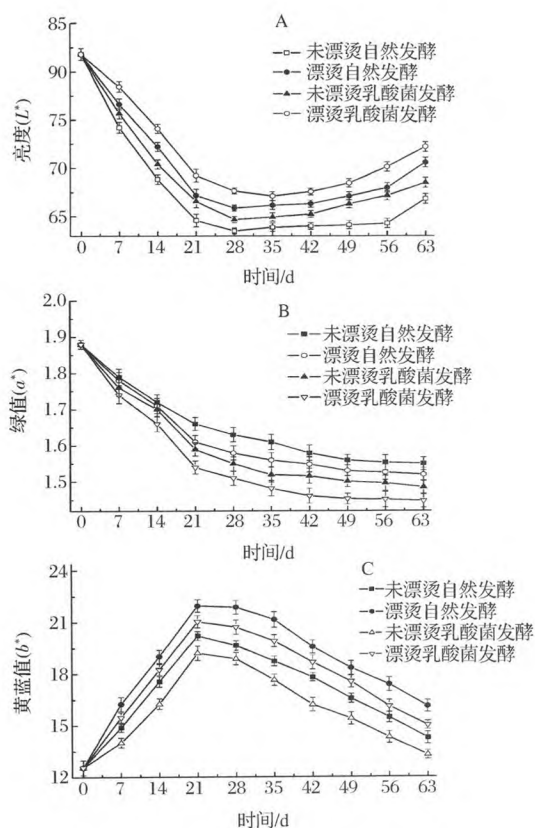 A
85
90
75
70
65
亮度(L*)
未漂烫自然发酵
漂烫自然发酵
未漂烫乳酸菌发酵
漂烫乳酸菌发酵
0 7 14 21 28 35 42 49 56 63
时间/d
B
2.0
1.9
1.8
1.7
1.6
1.5
绿值(a*)
未漂烫自然发酵
漂烫自然发酵
未漂烫乳酸菌发酵
漂烫乳酸菌发酵
0 7 14 21 28 35 42 49 56 63
时间/d
C
24
21
18
15
12
黄蓝值(b*)
未漂烫自然发酵
漂烫自然发酵
未漂烫乳酸菌发酵
漂烫乳酸菌发酵
0 7 14 21 28 35 42 49 56 63
时间/d